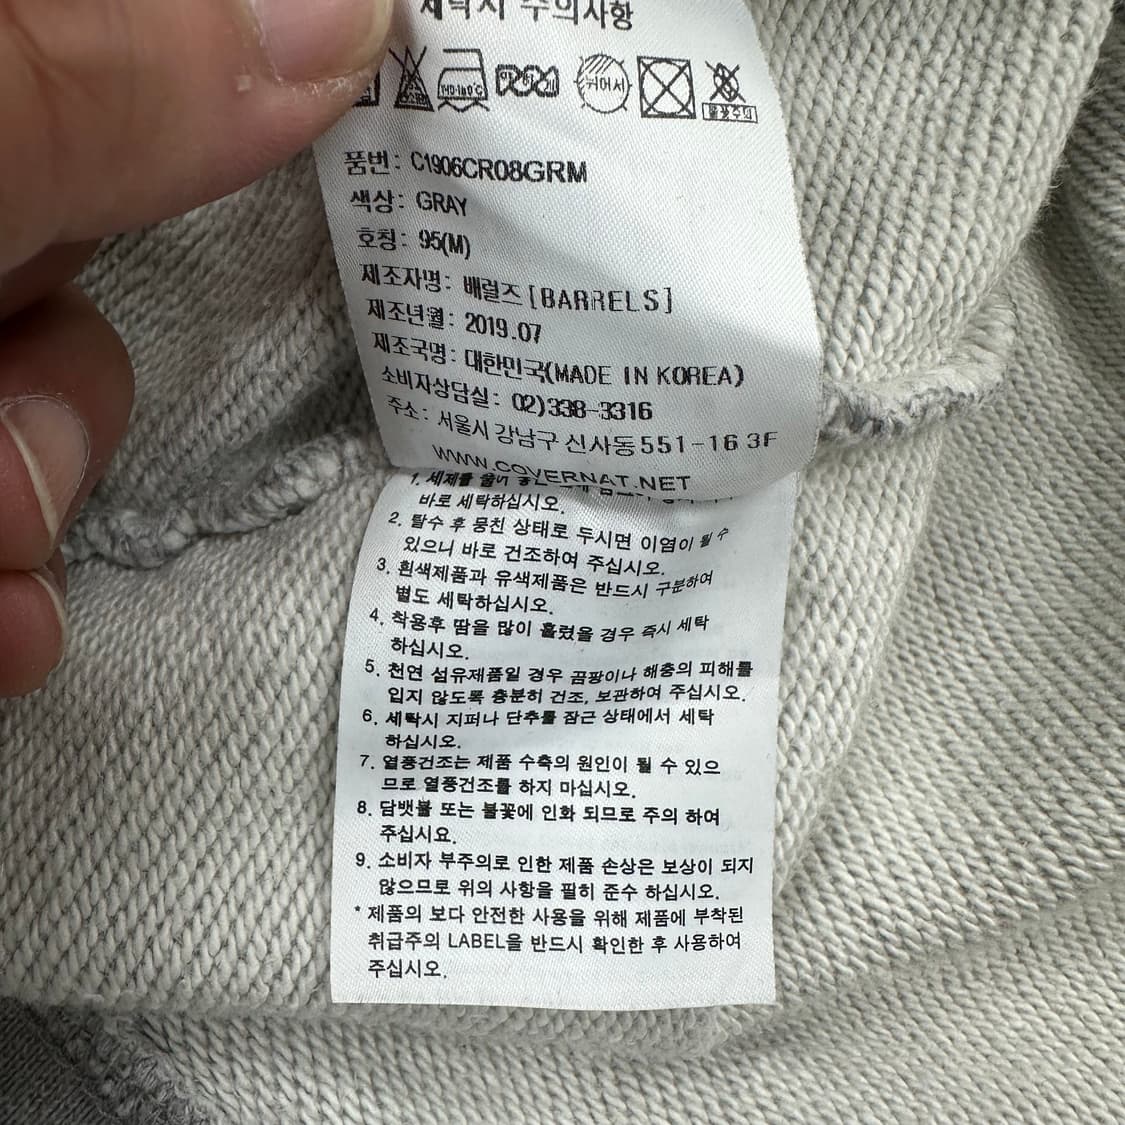 세탁시 주의사항
140-160℃
뉘어서
품번: C1906CR08GRM
색상: GRAY
호칭: 95(M)
제조자명: 배럴즈 [BARRELS]
제조년월: 2019.07
제조국명: 대한민국(MADE IN KOREA)
소비자상담실: 02)338-3316
주소: 서울시 강남구 신사동 551-16 3F
WWW.COVERNAT.NET
1. 세제를
바로 세탁하십시오.
2. 탈수 후 뭉친 상태로 두시면 이염이 될 수
있으니 바로 건조하여 주십시오.
3. 흰색제품과 유색제품은 반드시 구분하여
별도 세탁하십시오.
4. 착용후 땀을 많이 흘렸을 경우 즉시 세탁
하십시오.
5. 천연 섬유제품일 경우 곰팡이나 해충의 피해를
입지 않도록 충분히 건조, 보관하여 주십시오.
6. 세탁시 지퍼나 단추를 잠근 상태에서 세탁
하십시오.
7. 열풍건조는 제품 수축의 원인이 될 수 있으
므로 열풍건조를 하지 마십시오.
8. 담뱃불 또는 불꽃에 인화 되므로 주의 하여
주십시요.
9. 소비자 부주의로 인한 제품 손상은 보상이 되지
않으므로 위의 사항을 필히 준수 하십시오.
* 제품의 보다 안전한 사용을 위해 제품에 부착된
취급주의 LABEL을 반드시 확인한 후 사용하여
주십시오.